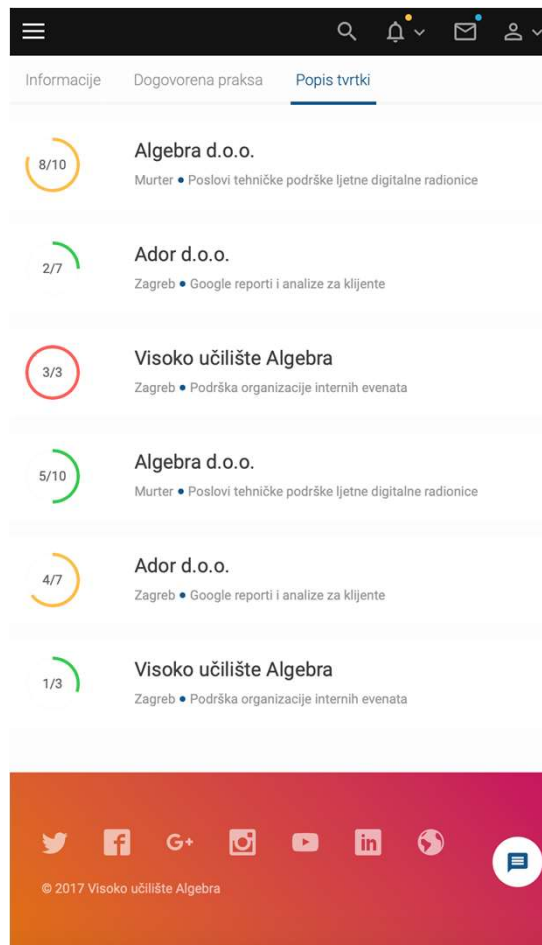 Informacije Dogovorena praksa Popis tvrtki
8/10
Algebra d.o.o.
Murter • Poslovi tehničke podrške ljetne digitalne radionice
2/7
Ador d.o.o.
Zagreb • Google reporti i analize za klijente
3/3
Visoko učilište Algebra
Zagreb • Podrška organizacije internih evenata
5/10
Algebra d.o.o.
Murter • Poslovi tehničke podrške ljetne digitalne radionice
4/7
Ador d.o.o.
Zagreb • Google reporti i analize za klijente
1/3
Visoko učilište Algebra
Zagreb • Podrška organizacije internih evenata
G+ in
© 2017 Visoko učilište Algebra